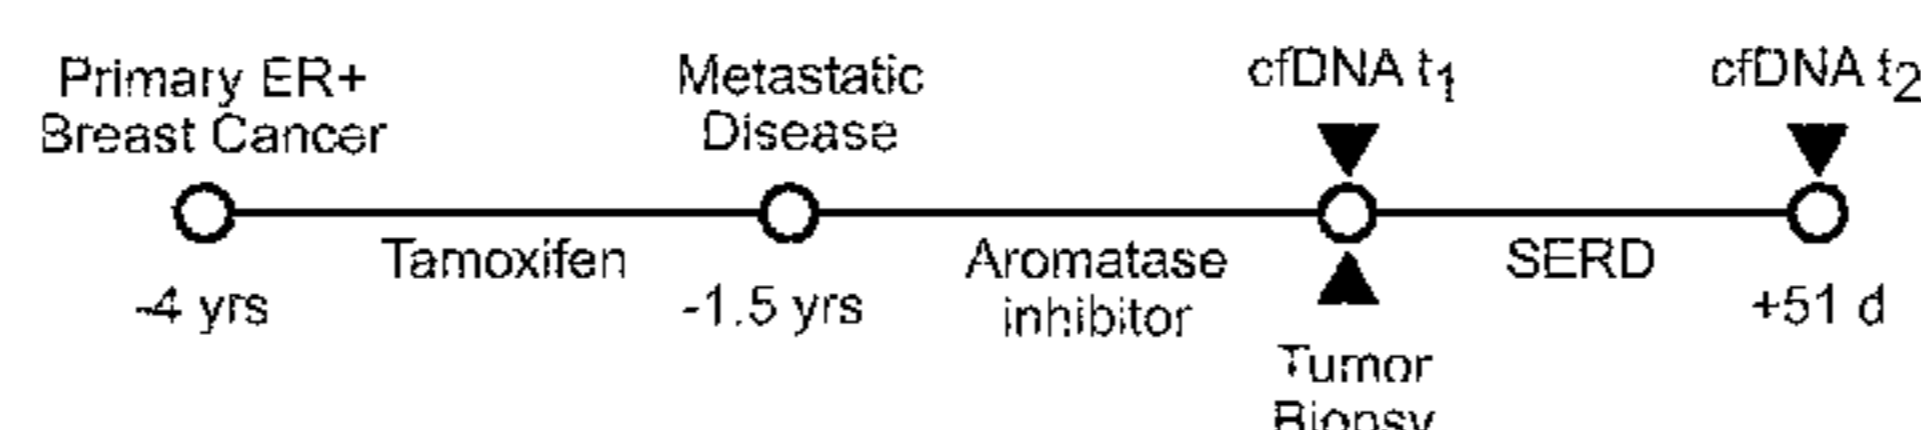 Primary ER+
Breast Cancer
Metastatic
Disease
cfDNA t1
cfDNA t2
Tamoxifen
Aromatase
inhibitor
SERD
-4 yrs
-1.5 yrs
+51 d
Tumor
Biopsy